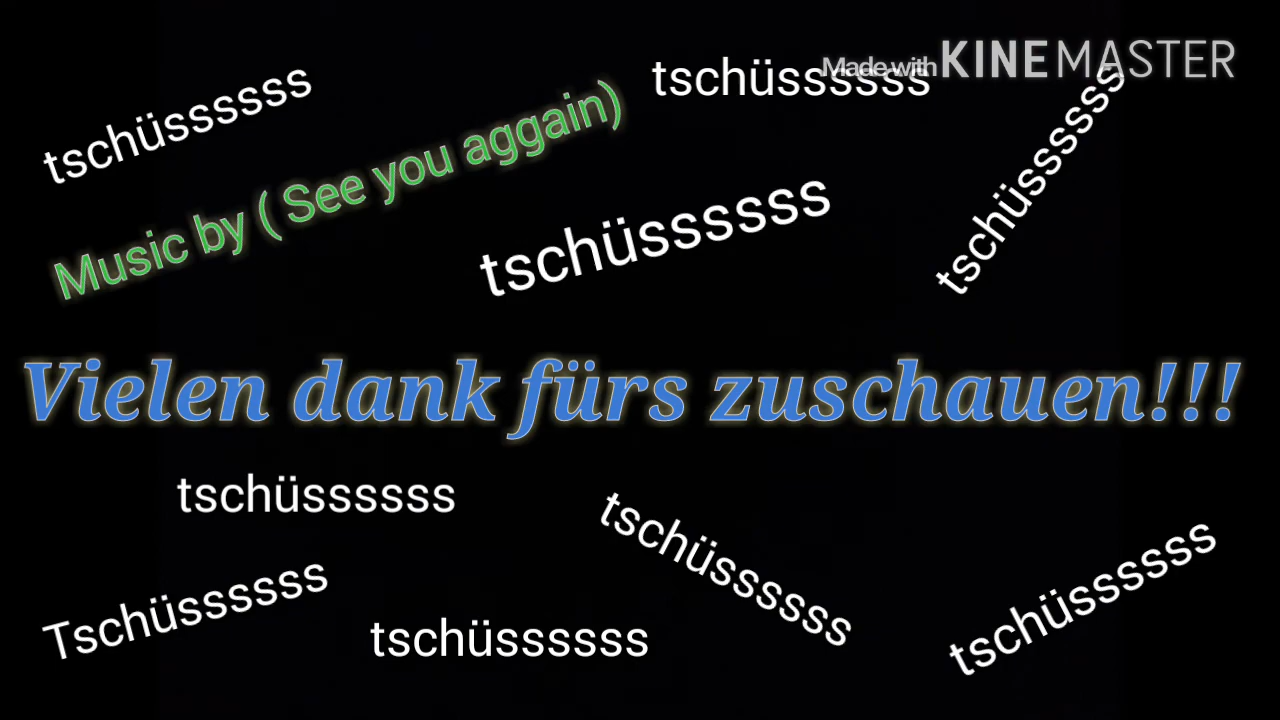 Made with KINEMASTER
tschüssssss
tschüssssss
tschüssssss
Music by ( See you aggain)
tschüssssss
Vielen dank fürs zuschauen!!!
tschüssssss
tschüssssss
tschüssssss
Tschüssssss
tschüssssss